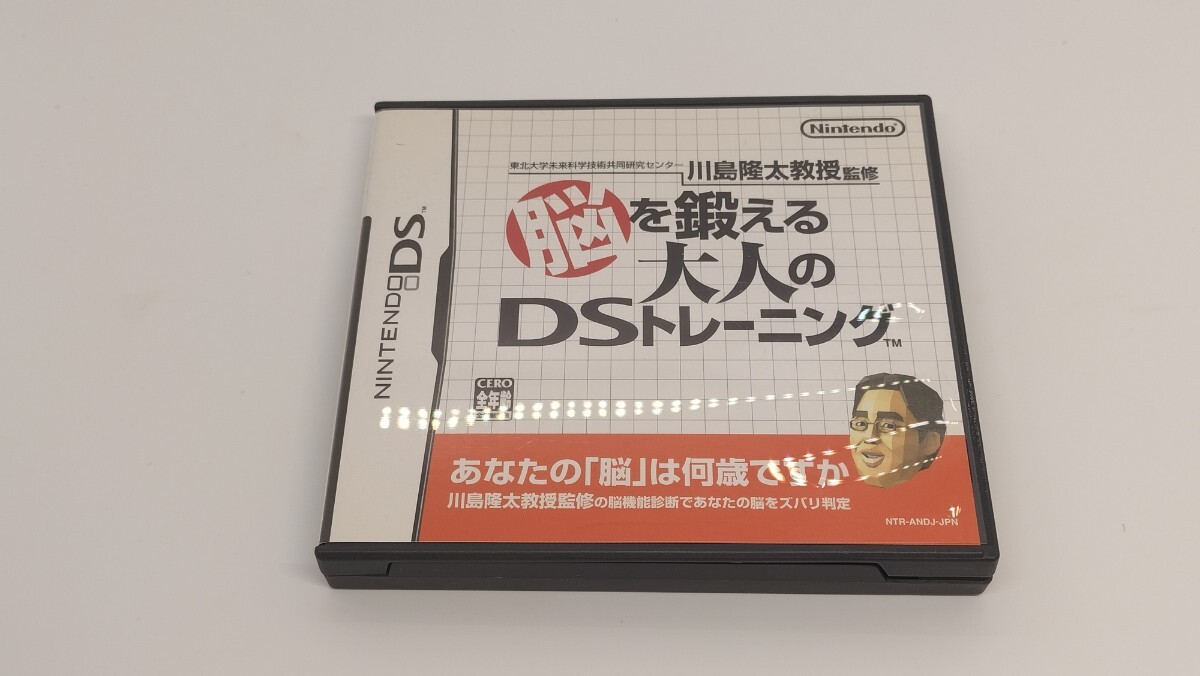 NINTENDO DS™
Nintendo
東北大学未来科学技術共同研究センター
川島隆太教授監修
脳を鍛える
大人の
DSトレーニング™
CERO
全年齢
あなたの「脳」は何歳ですか
川島隆太教授監修の脳機能診断であなたの脳をズバリ判定
NTR-ANDJ-JPN